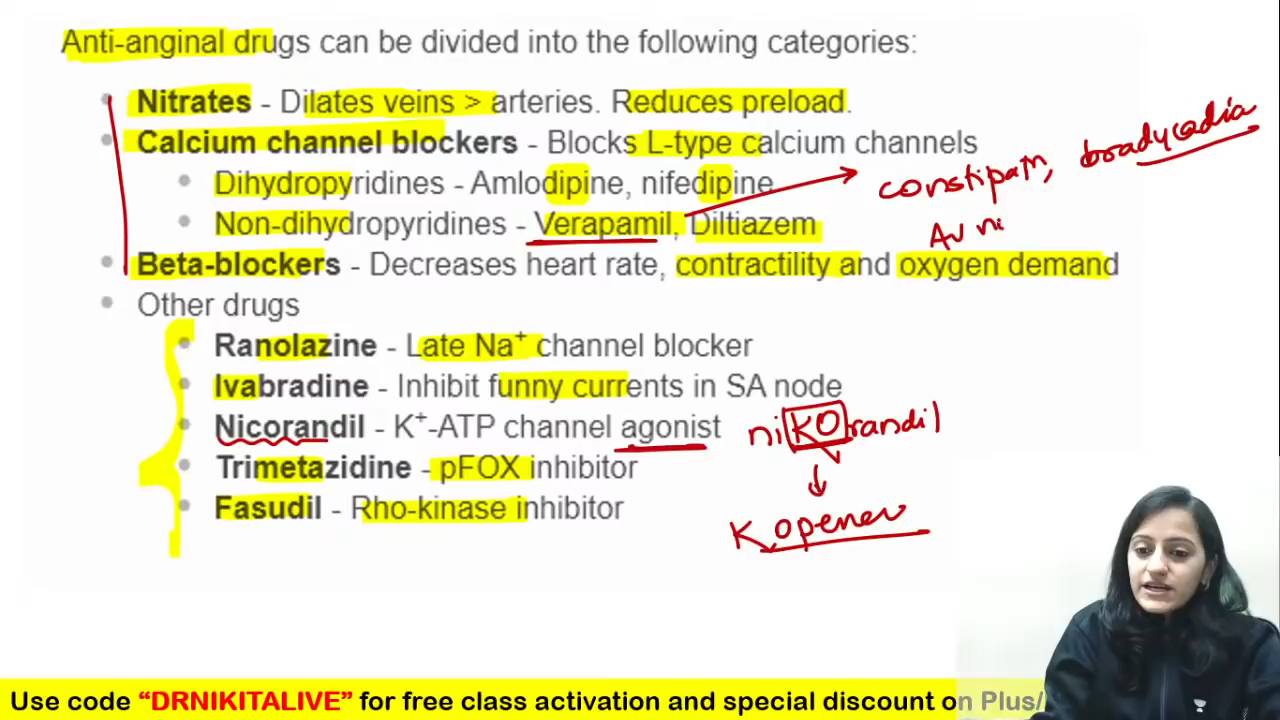 Anti-anginal drugs can be divided into the following categories:
Nitrates - Dilates veins > arteries. Reduces preload.
Calcium channel blockers - Blocks L-type calcium channels
Dihydropyridines - Amlodipine, nifedipine
constipatn, bradycadia
Non-dihydropyridines - Verapamil, Diltiazem
AV no
Beta-blockers - Decreases heart rate, contractility and oxygen demand
Other drugs
Ranolazine - Late Na+ channel blocker
Ivabradine - Inhibit funny currents in SA node
Nicorandil - K+-ATP channel agonist
niKOrandil
Trimetazidine - pFOX inhibitor
Fasudil - Rho-kinase inhibitor
K opener
Use code “DRNIKITALIVE” for free class activation and special discount on Plus/